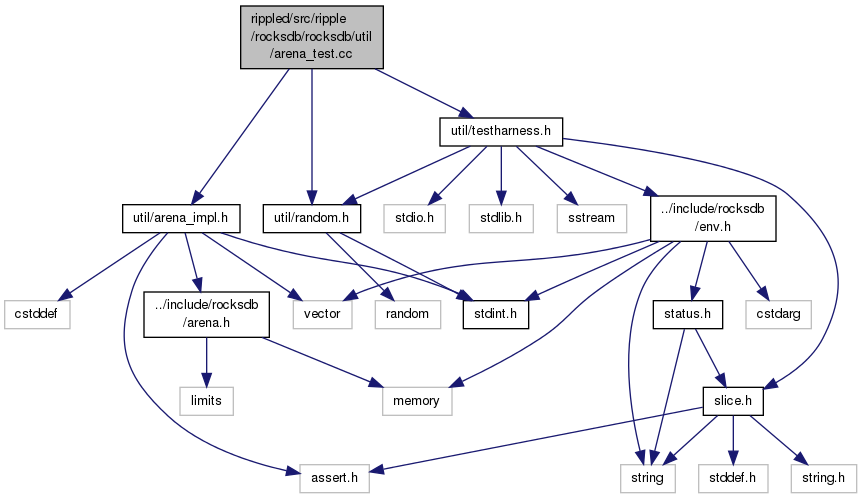 rippled/src/ripple
/rocksdb/rocksdb/util
/arena_test.cc
util/testharness.h
util/arena_impl.h
util/random.h
stdio.h
stdlib.h
sstream
../include/rocksdb
/env.h
cstddef
../include/rocksdb
/arena.h
vector
random
stdint.h
status.h
cstdarg
limits
memory
slice.h
assert.h
string
stddef.h
string.h